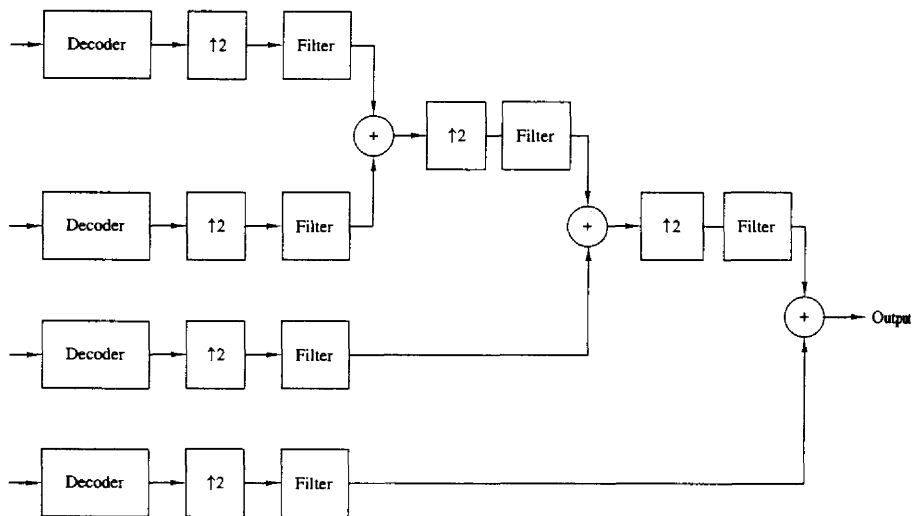 Decoder
↑2
Filter
+
↑2
Filter
Decoder
↑2
Filter
+
↑2
Filter
+
Output
Decoder
↑2
Filter
Decoder
↑2
Filter